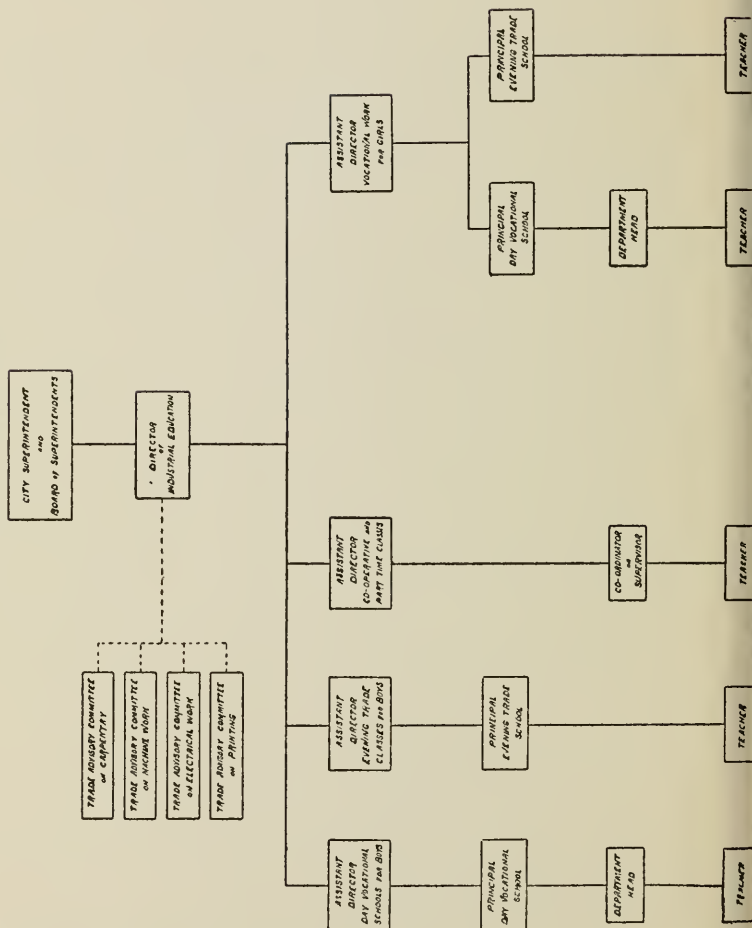 CITY SUPERINTENDENT
AND
BOARD OF SUPERINTENDENTS
DIRECTOR
OF
INDUSTRIAL EDUCATION
TRADE ADVISORY COMMITTEE
ON CARPENTAY
TRADE ADVISORY COMMITTEE
ON MACHINE WORK
TRADE ADVISORY COMMITTEE
ON ELECTRICAL WORK
TRADE ADVISORY COMMITTEE
ON PRINTING
ASSISTANT
DIRECTOR
DAY VOCATIONAL
SCHOOLS FOR BOYS
ASSISTANT
DIRECTOR
EVENING TRADE
CLASSES FOR BOYS
ASSISTANT
DIRECTOR
CO-OPERATIVE AND
PART TIME CLASSES
ASSISTANT
DIRECTOR
VOCATIONAL WORK
FOR GIRLS
PRINCIPAL
DAY VOCATIONAL
SCHOOL
PRINCIPAL
EVENING TRADE
SCHOOL
PRINCIPAL
DAY VOCATIONAL
SCHOOL
PRINCIPAL
EVENING TRADE
SCHOOL
DEPARTMENT
HEAD
CO-ORDINATOR
OR
SUPERVISOR
DEPARTMENT
HEAD
TEACHER
TEACHER
TEACHER
TEACHER
TEACHER